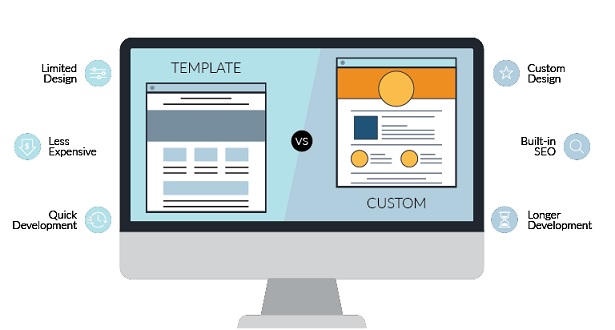 TEMPLATE
VS
CUSTOM
Limited
Design
Less
Expensive
Quick
Development
Custom
Design
Built-in
SEO
Longer
Development